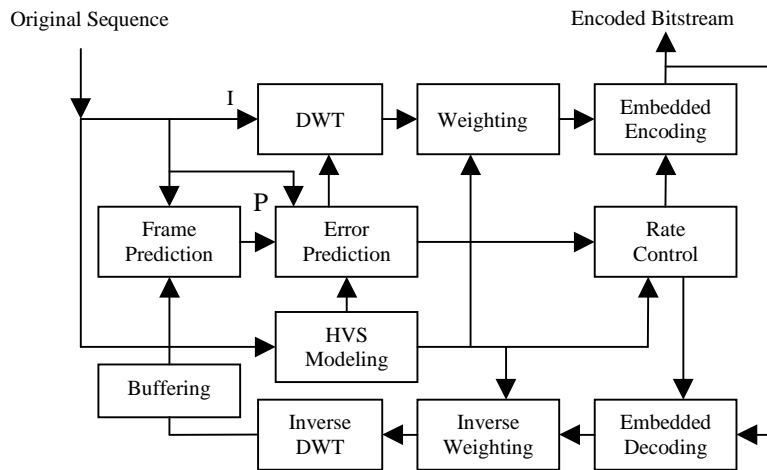 Original Sequence
Encoded Bitstream
I
DWT
Weighting
Embedded
Encoding
P
Frame
Prediction
Error
Prediction
Rate
Control
HVS
Modeling
Buffering
Inverse
DWT
Inverse
Weighting
Embedded
Decoding